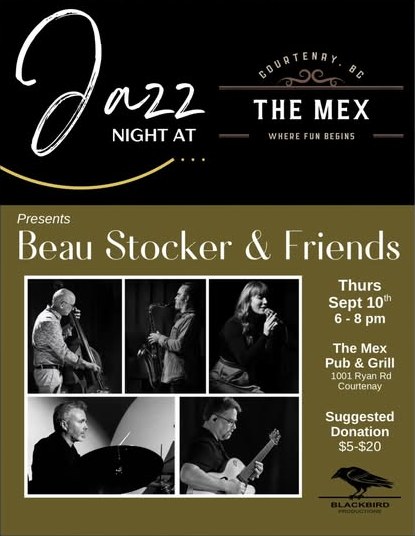 Jazz
NIGHT AT
COURTENAY, BC
THE MEX
WHERE FUN BEGINS
Presents
Beau Stocker & Friends
Thurs
Sept 10th
6 - 8 pm
The Mex
Pub & Grill
1001 Ryan Rd
Courtenay
Suggested
Donation
$5-$20
BLACKBIRD
PRODUCTIONS